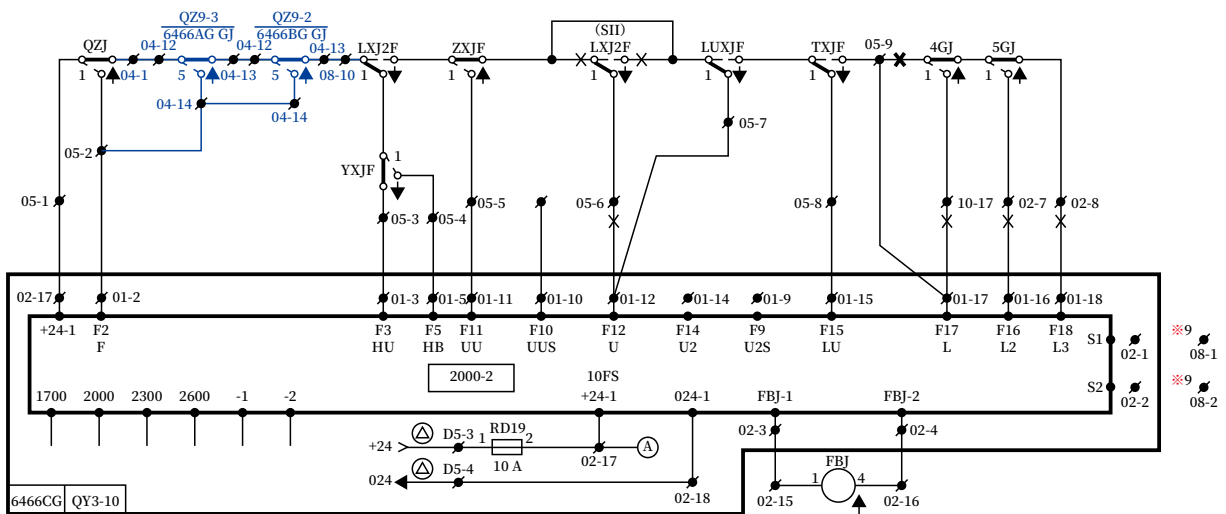 QZ9-3 QZ9-2 (SII)
QZJ 04-12 6466AG GJ 04-12 6466BG GJ 04-13 LXJ2F ZXJF LXJ2F LUXJF TXJF 05-9 4GJ 5GJ
1 04-1 5 04-13 5 08-10 1 1 1 1 1 1 1
04-14 04-14
05-7
05-2 1
YXJF
05-1 05-5 05-6 05-8 10-17 02-7 02-8
05-3 05-4
02-17 01-2 01-3 01-5 01-11 01-10 01-12 01-14 01-9 01-15 01-17 01-16 01-18
+24-1 F2 F3 F5 F11 F10 F12 F14 F9 F15 F17 F16 F18 S1 ※9
F HU HB UU UUS U U2 U2S LU L L2 L3 02-1 08-1
2000-2 10FS S2 ※9
1700 2000 2300 2600 -1 -2 +24-1 024-1 FBJ-1 FBJ-2 02-2 08-2
RD19 02-3 02-4
+24 D5-3 1 2 A
10 A 02-17 FBJ
024 D5-4 1 4
6466CG QY3-10 02-18 02-15 02-16